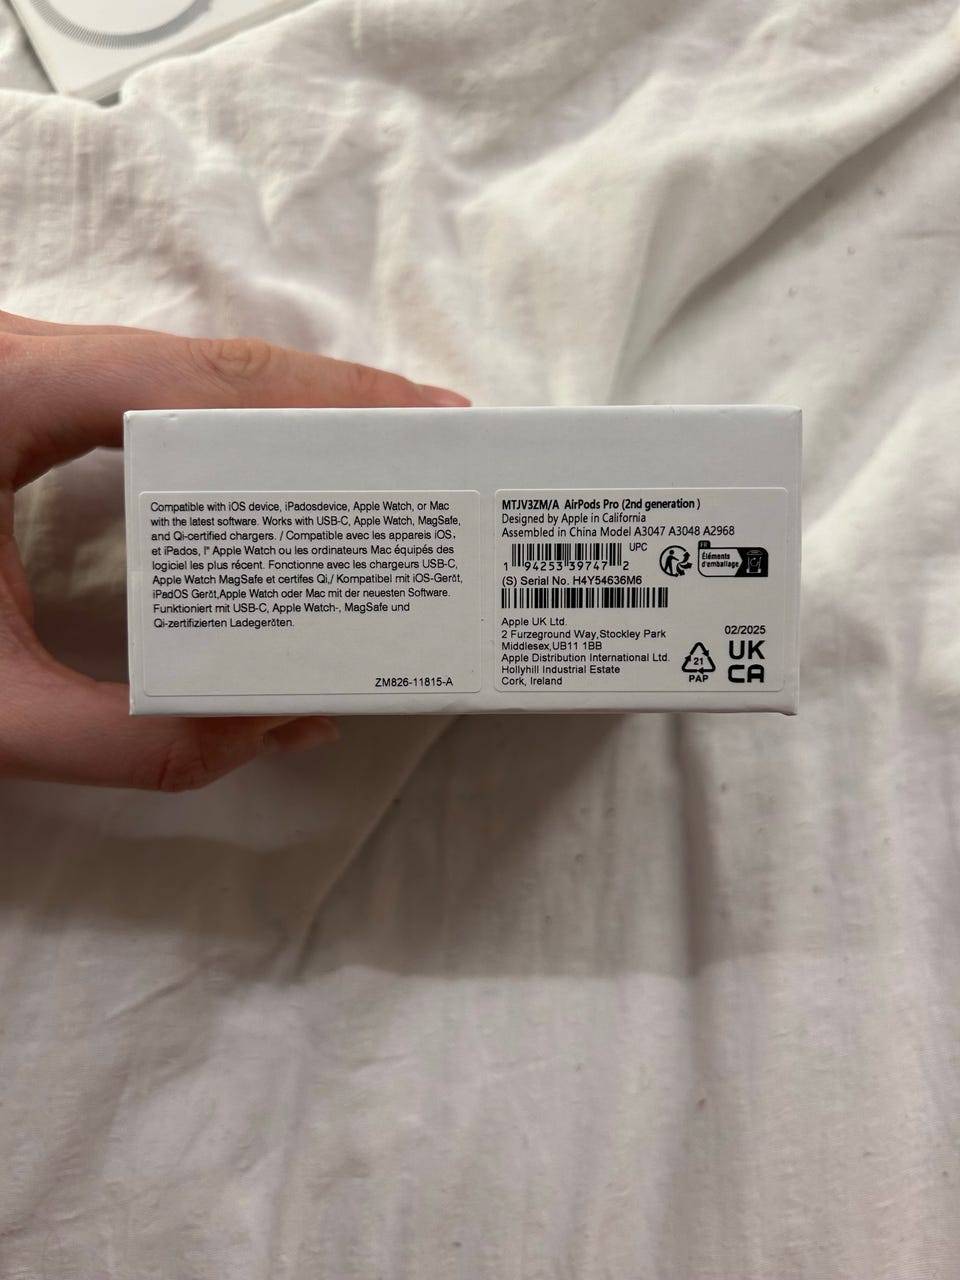 Compatible with iOS device, iPadosdevice, Apple Watch, or Mac
with the latest software. Works with USB-C, Apple Watch, MagSafe,
and Qi-certified chargers. / Compatible avec les appareils iOS,
et iPados, l" Apple Watch ou les ordinateurs Mac équipés des
logiciel les plus récent. Fonctionne avec les chargeurs USB-C,
Apple Watch MagSafe et certifes Qi,/ Kompatibel mit iOS-Geröt,
iPadOS Geröt,Apple Watch oder Mac mit der neuesten Software.
Funktioniert mit USB-C, Apple Watch-, MagSafe und
Qi-zertifizierten Ladegeröten.
ZM826-11815-A
MTJV3ZM/A AirPods Pro (2nd generation )
Designed by Apple in California
Assembled in China Model A3047 A3048 A2968
UPC
1 94253 39747 2
FR
Éléments
d'emballage
(S) Serial No. H4Y54636M6
Apple UK Ltd.
2 Furzeground Way,Stockley Park
Middlesex,UB11 1BB
Apple Distribution International Ltd.
Hollyhill Industrial Estate
Cork, Ireland
21
PAP
02/2025
UK
CA